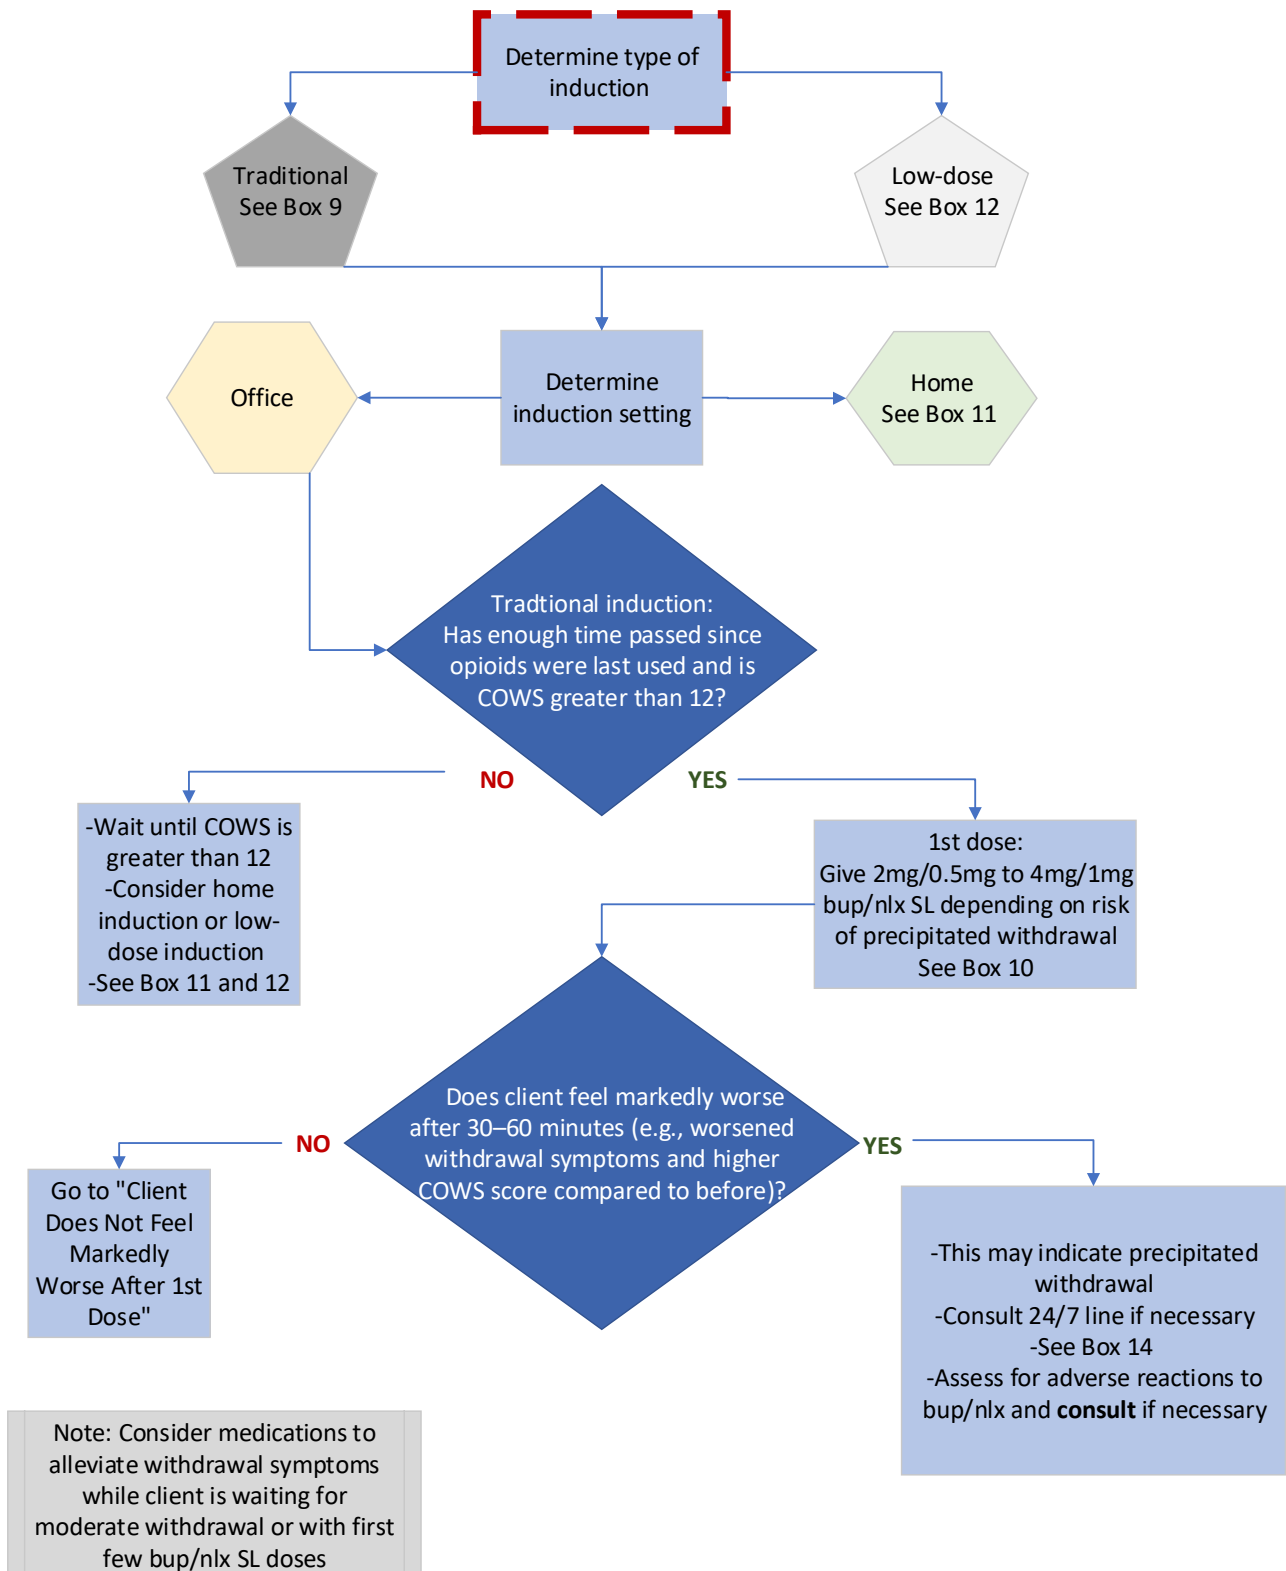 Determine type of
induction
Traditional
See Box 9
Low-dose
See Box 12
Office
Determine
induction setting
Home
See Box 11
Tradtional induction:
Has enough time passed since
opioids were last used and is
COWS greater than 12?
NO
YES
-Wait until COWS is
greater than 12
-Consider home
induction or low-
dose induction
-See Box 11 and 12
1st dose:
Give 2mg/0.5mg to 4mg/1mg
bup/nlx SL depending on risk
of precipitated withdrawal
See Box 10
Does client feel markedly worse
after 30–60 minutes (e.g., worsened
withdrawal symptoms and higher
COWS score compared to before)?
NO
YES
Go to "Client
Does Not Feel
Markedly
Worse After 1st
Dose"
-This may indicate precipitated
withdrawal
-Consult 24/7 line if necessary
-See Box 14
-Assess for adverse reactions to
bup/nlx and consult if necessary
Note: Consider medications to
alleviate withdrawal symptoms
while client is waiting for
moderate withdrawal or with first
few bup/nlx SL doses